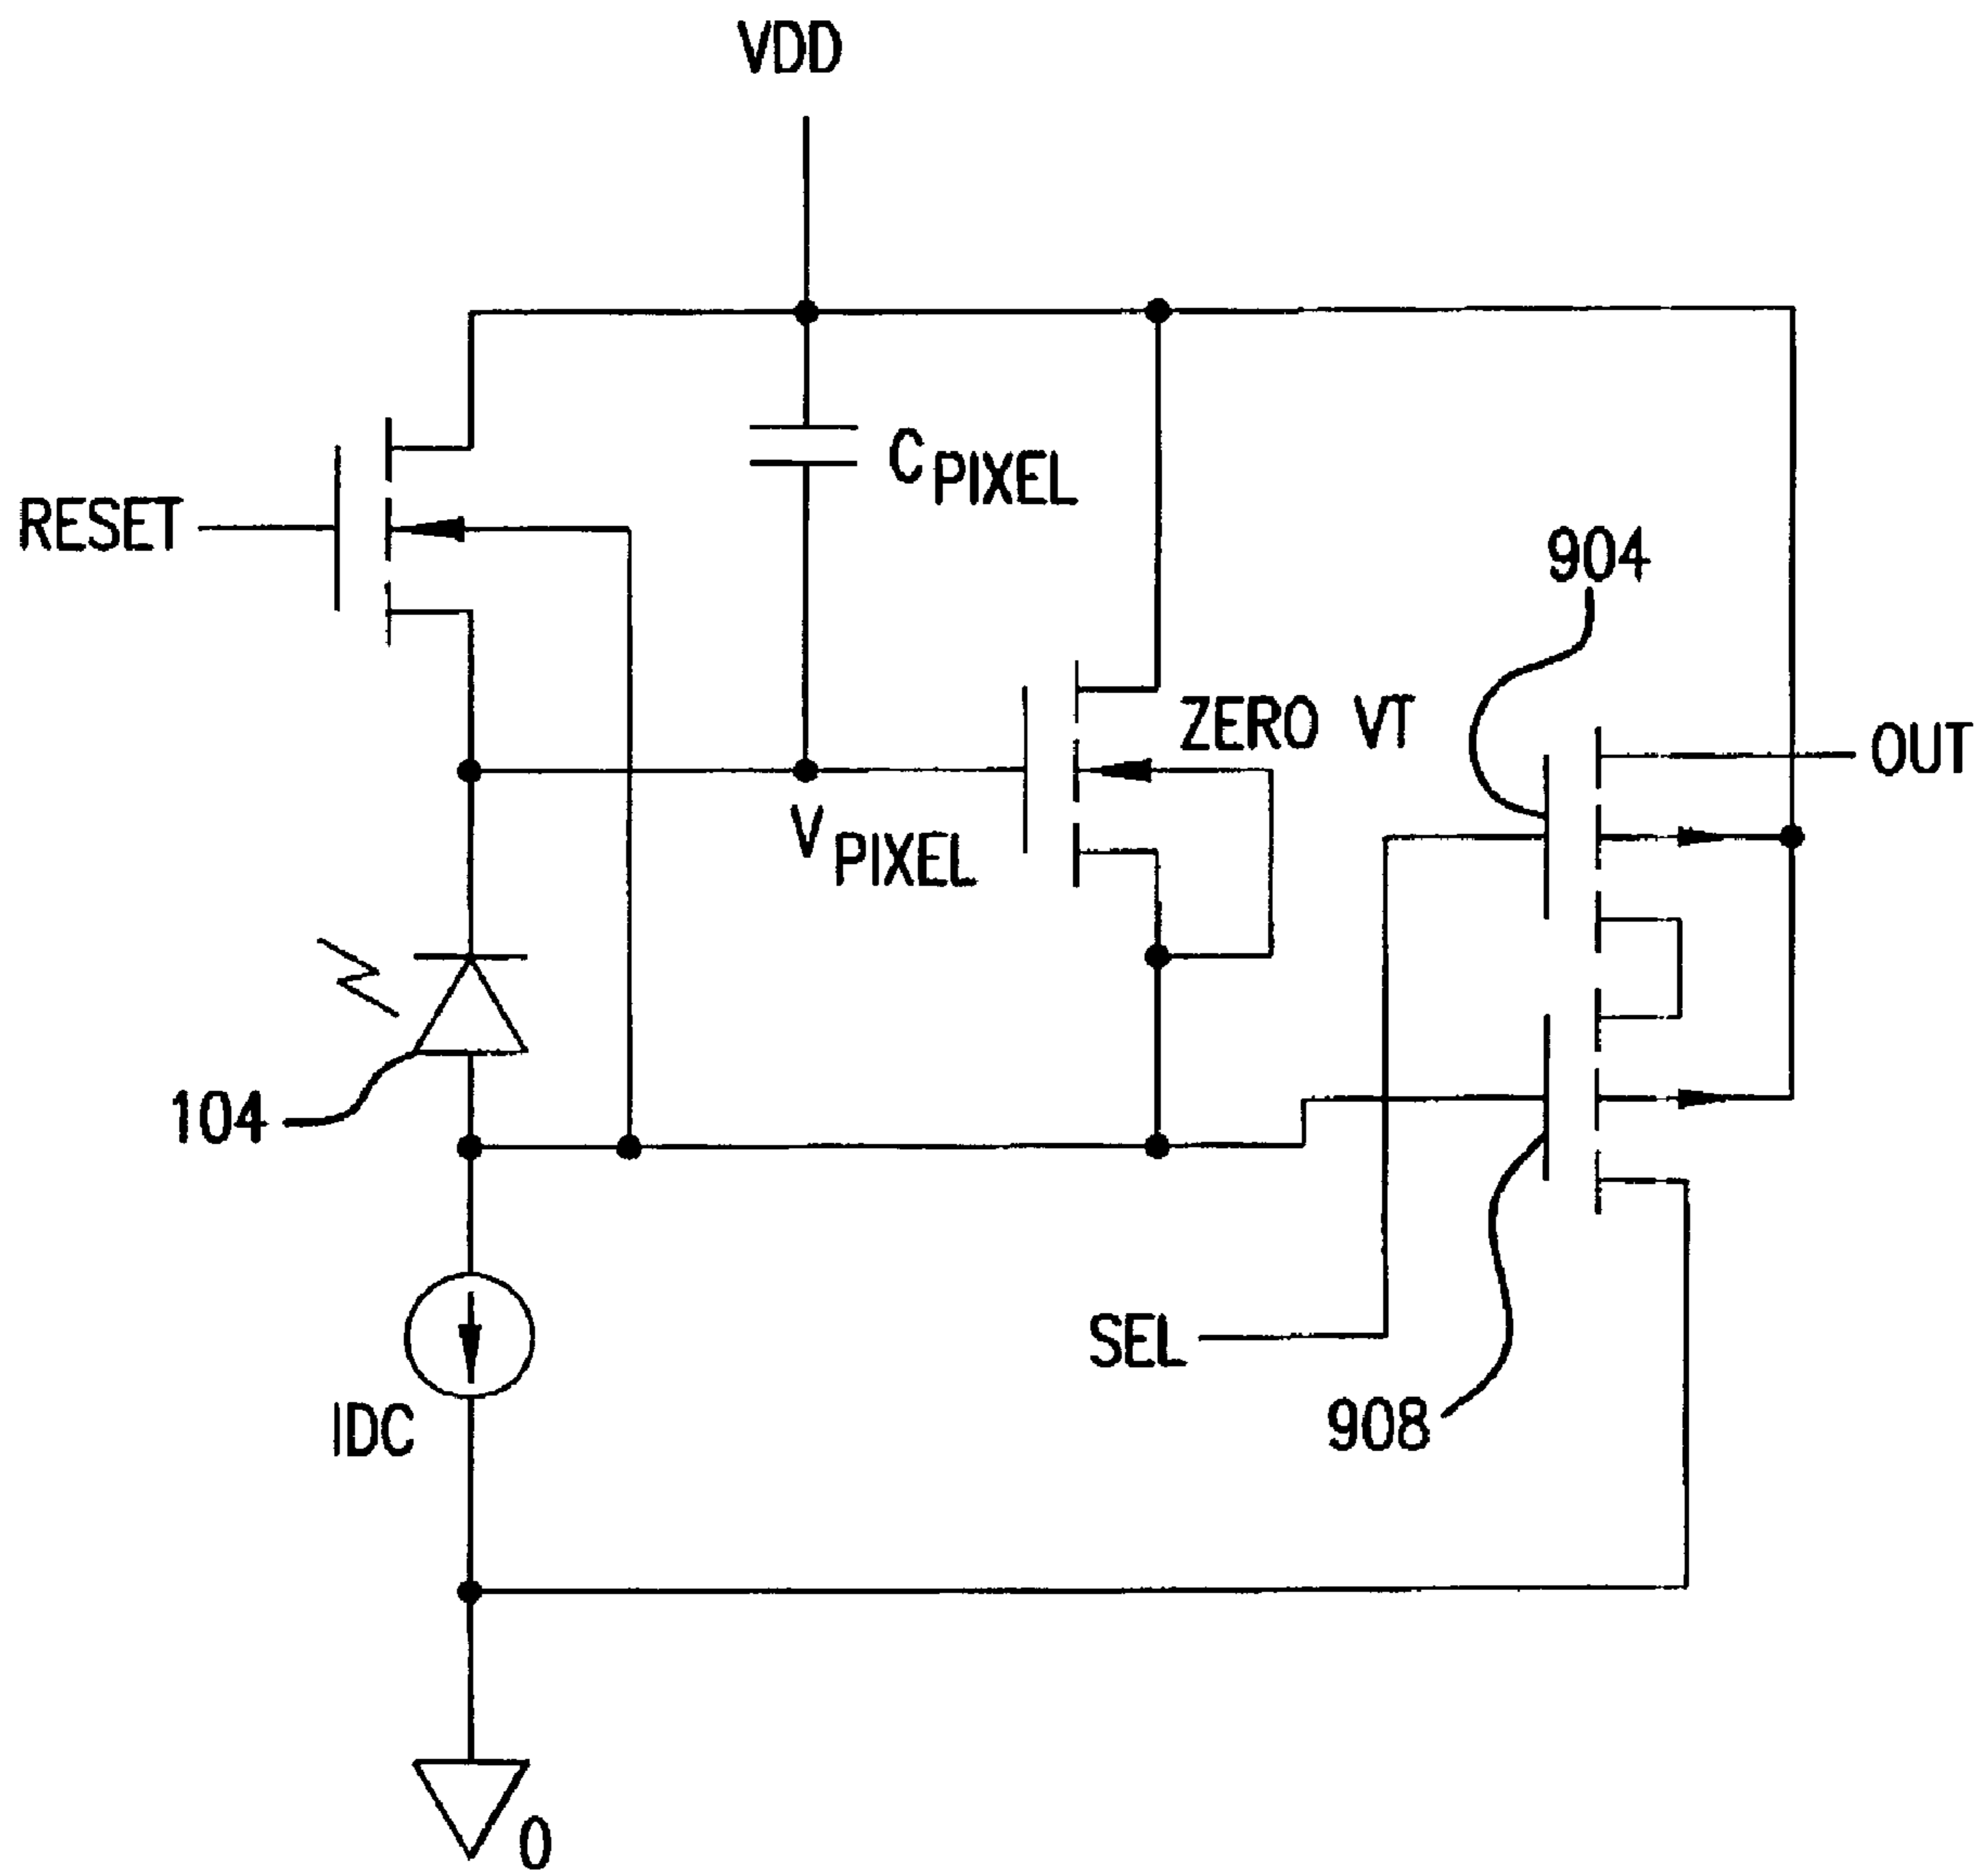 VDD
C PIXEL
RESET
904
ZERO VT
OUT
V PIXEL
104
SEL
908
IDC
0